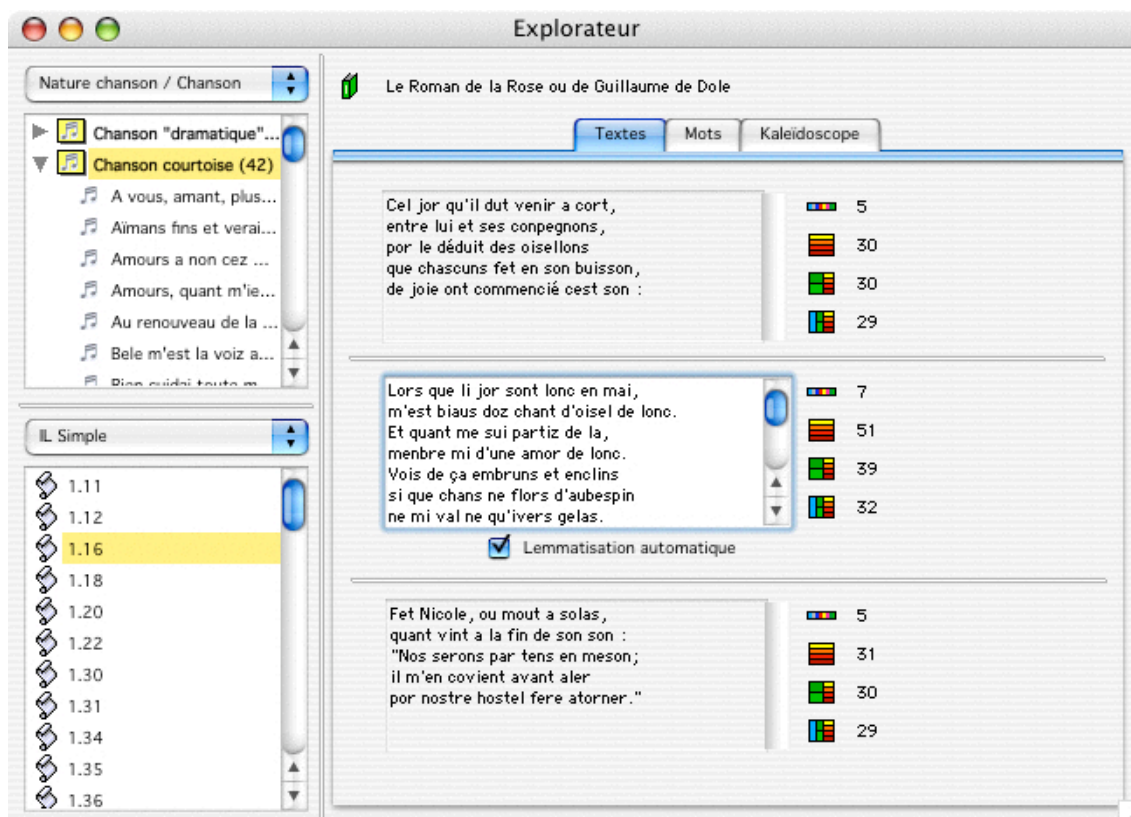 Explorateur
Nature chanson / Chanson
Chanson "dramatique"...
Chanson courtoise (42)
A vous, amant, plus...
Aïmans fins et verai...
Amours a non cez ...
Amours, quant m'ie...
Au renouveau de la ...
Bele m'est la voiz a...
Bien cuidai toute m...
IL Simple
1.11
1.12
1.16
1.18
1.20
1.22
1.30
1.31
1.34
1.35
1.36
Le Roman de la Rose ou de Guillaume de Dole
Textes Mots Kaleïdoscope
Cel jor qu'il dut venir a cort,
entre lui et ses conpegnons,
por le déduit des oisellons
que chascuns fet en son buisson,
de joie ont commencié cest son :
5
30
30
29
Lors que li jor sont lonc en mai,
m'est biaus doz chant d'oisel de lonc.
Et quant me sui partiz de la,
menbre mi d'une amor de lonc.
Vois de ça embruns et enclins
si que chans ne flors d'aubespin
ne mi val ne qu'ivers gelas.
7
51
39
32
Lemmatisation automatique
Fet Nicole, ou mout a solas,
quant vint a la fin de son son :
"Nos serons par tens en meson;
il m'en covient avant aler
por nostre hostel fere atorner."
5
31
30
29